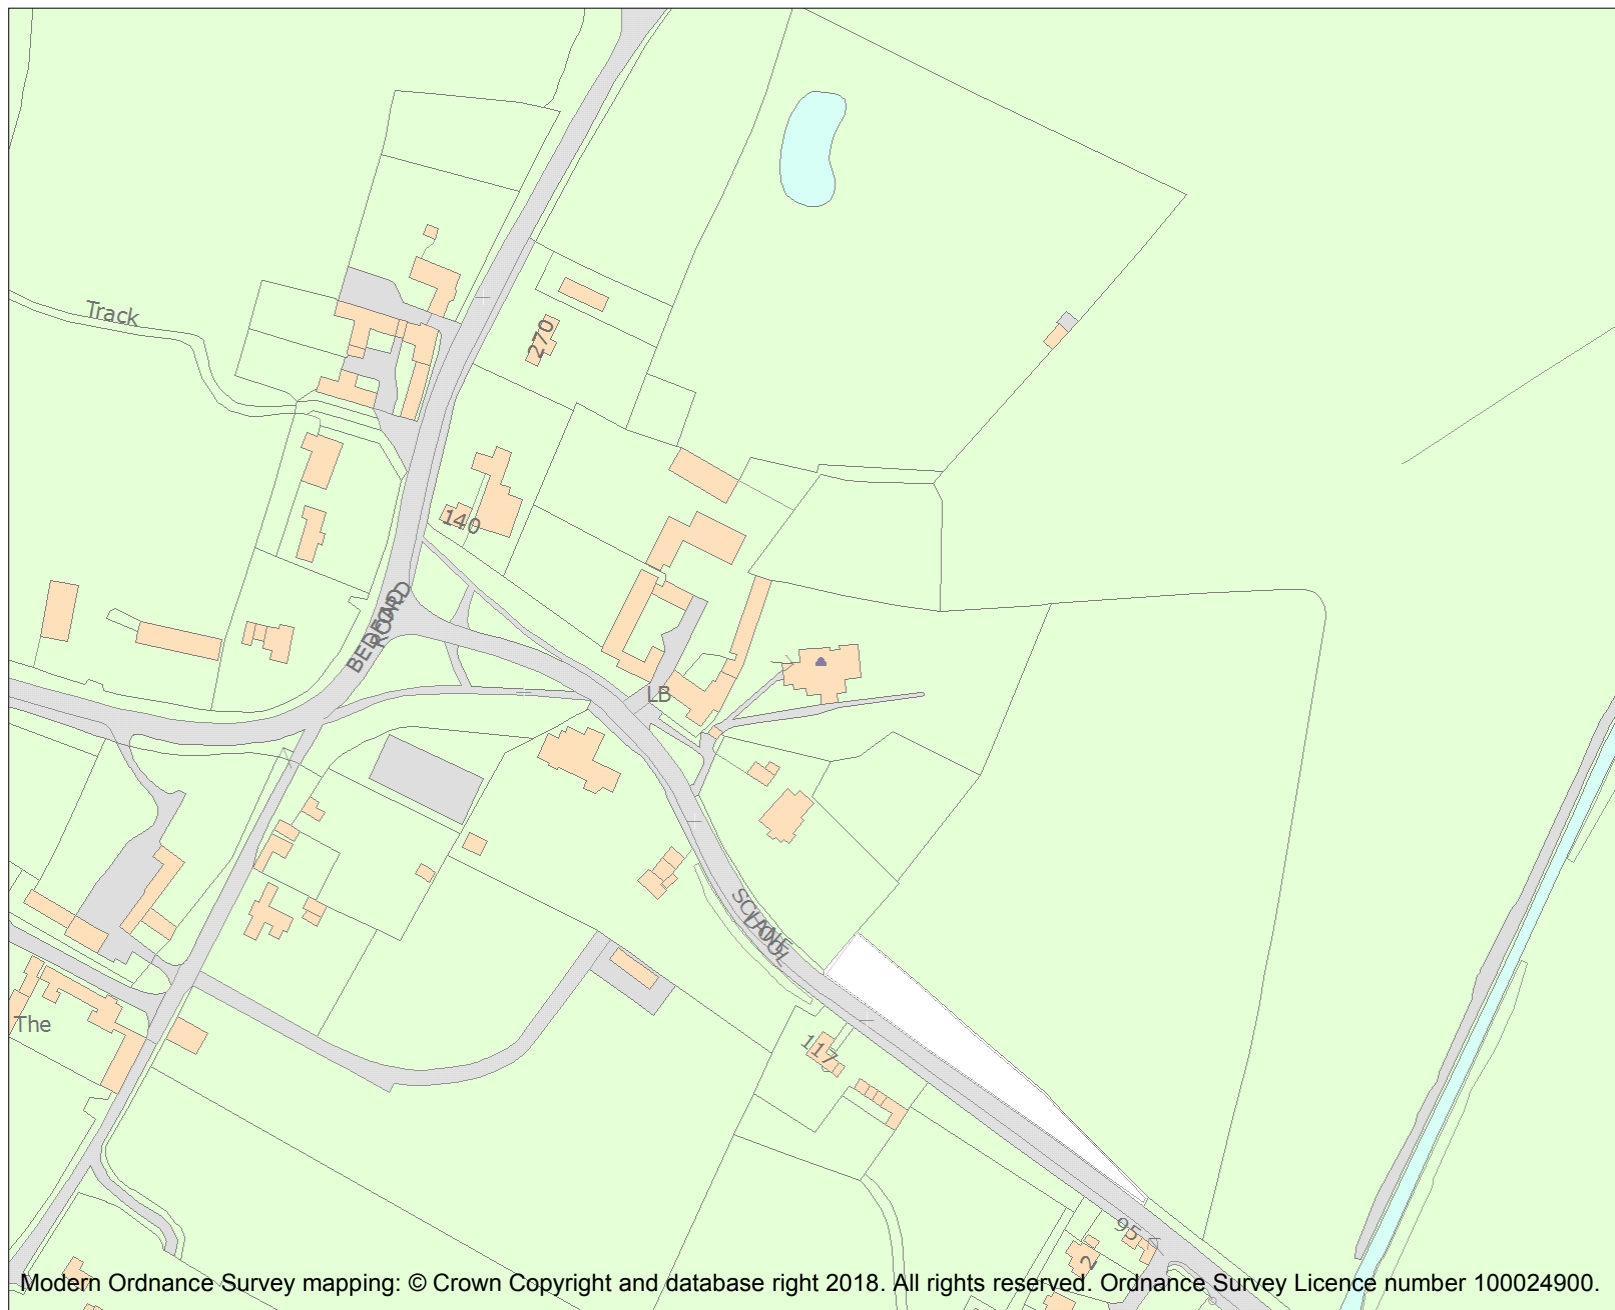 Track
270
140
BEDFORD
ROAD
LB
SCHOOL
LANE
The
117
95
2
Modern Ordnance Survey mapping: © Crown Copyright and database right 2018. All rights reserved. Ordnance Survey Licence number 100024900.